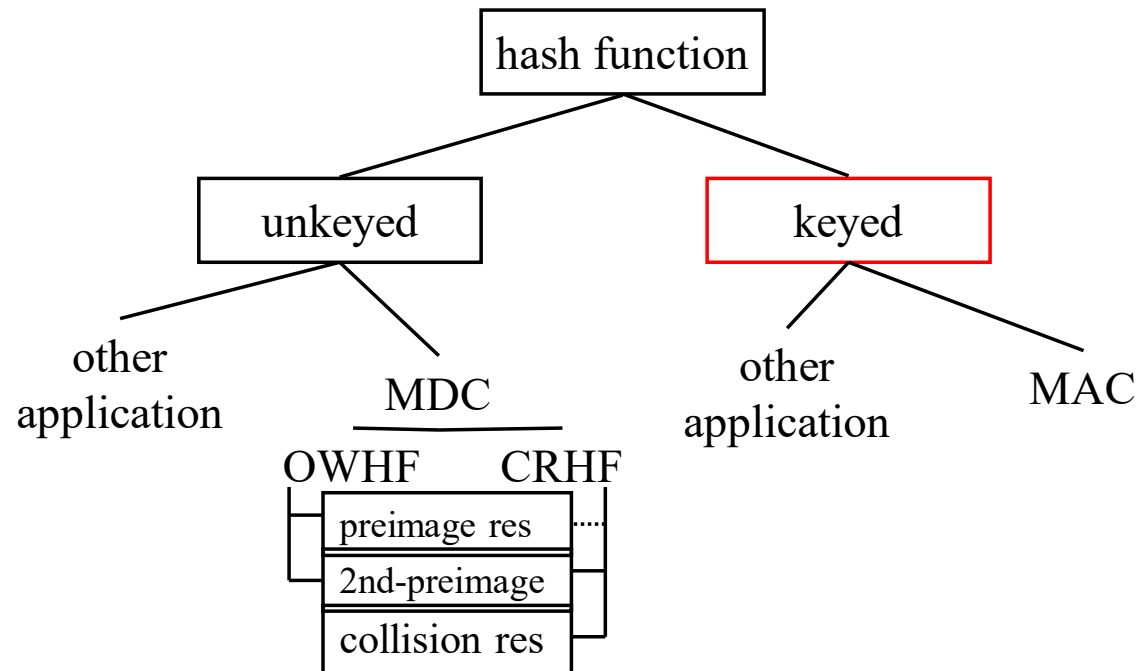 hash function
unkeyed
keyed
other
application
MDC
other
application
MAC
OWHF
CRHF
preimage res
2nd-preimage
collision res